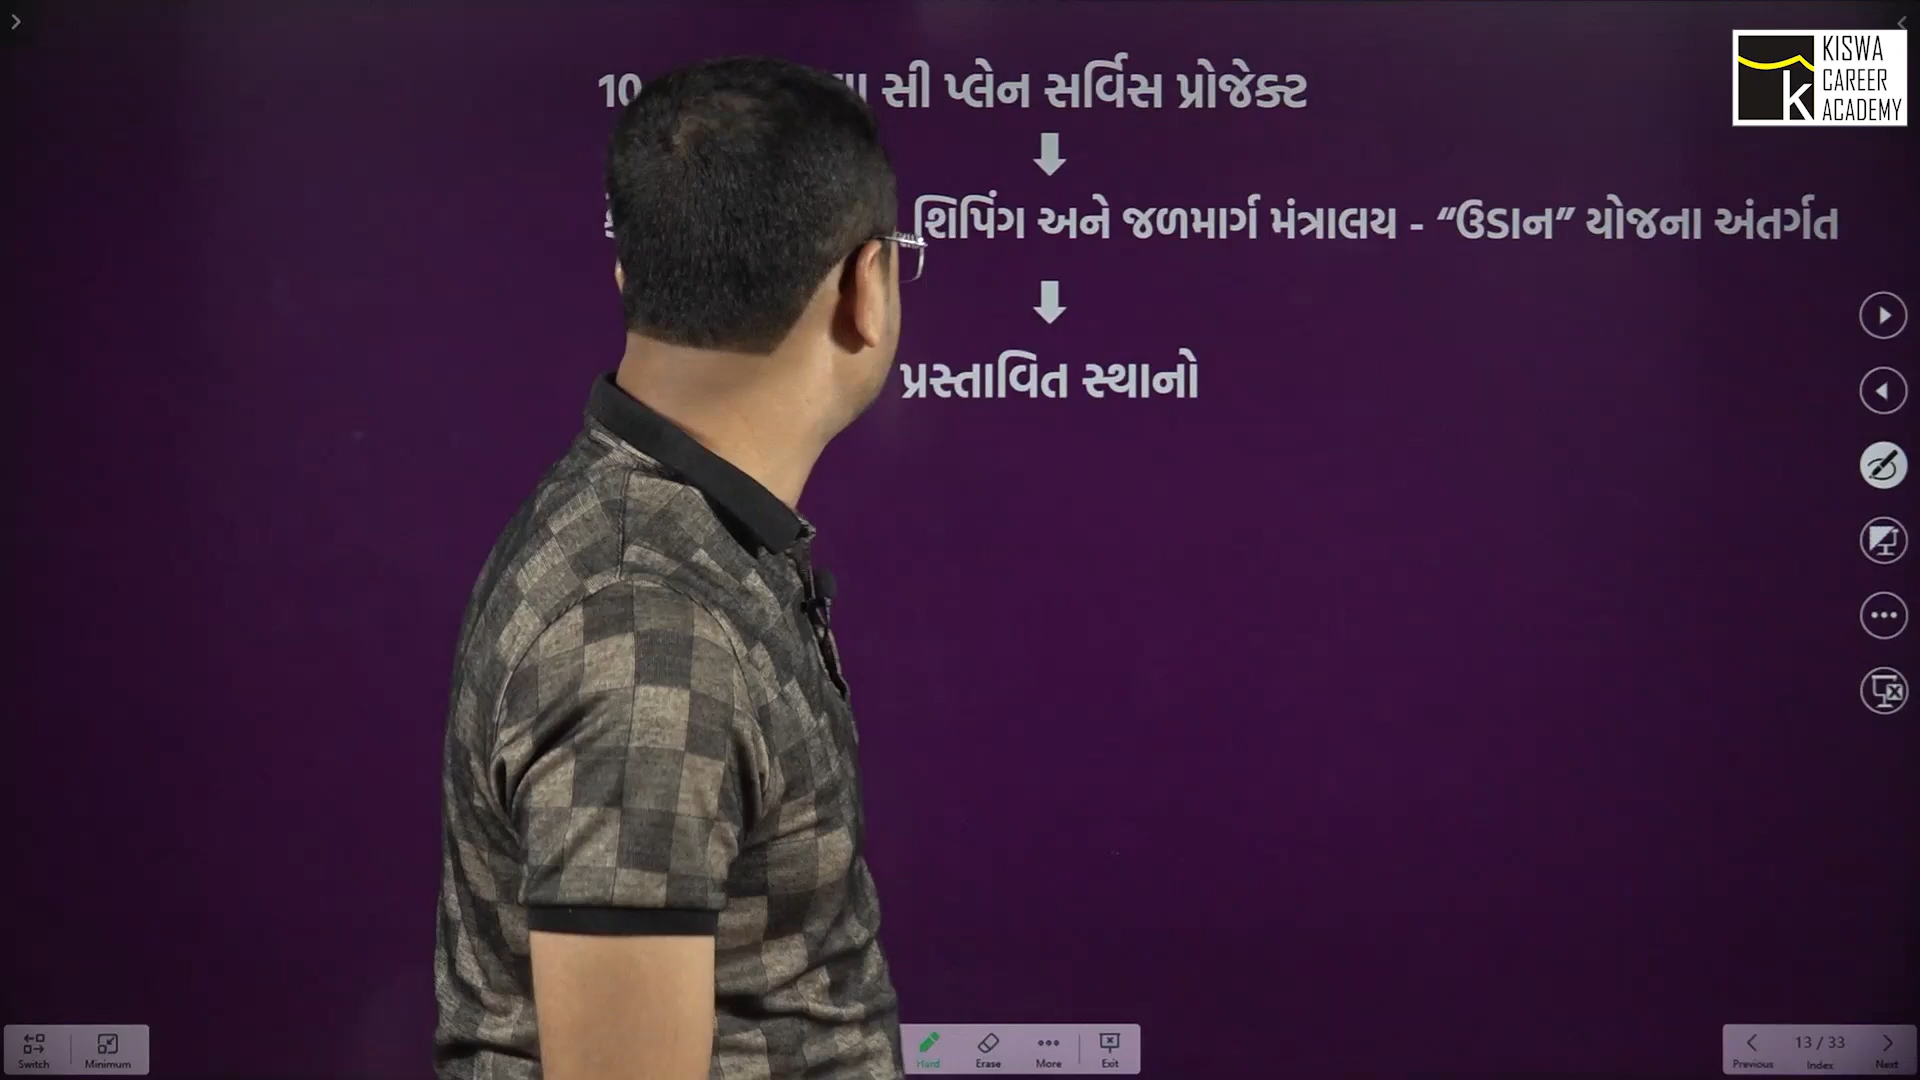 KISWA
CAREER
ACADEMY
10 સી પ્લેન સર્વિસ પ્રોજેક્ટ
શિપિંગ અને જળમાર્ગ મંત્રાલય - “ઉડાન” યોજના અંતર્ગત
પ્રસ્તાવિત સ્થાનો
Switch Minimum
Hard Erase More Exit
13 / 33
Previous Index Next